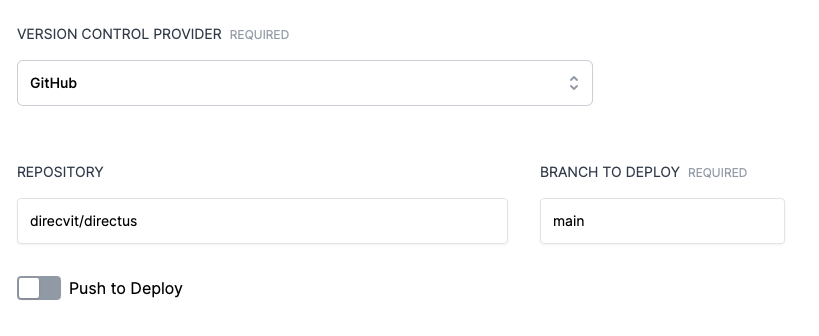 VERSION CONTROL PROVIDER REQUIRED
GitHub
REPOSITORY
BRANCH TO DEPLOY REQUIRED
direcvit/directus
main
Push to Deploy